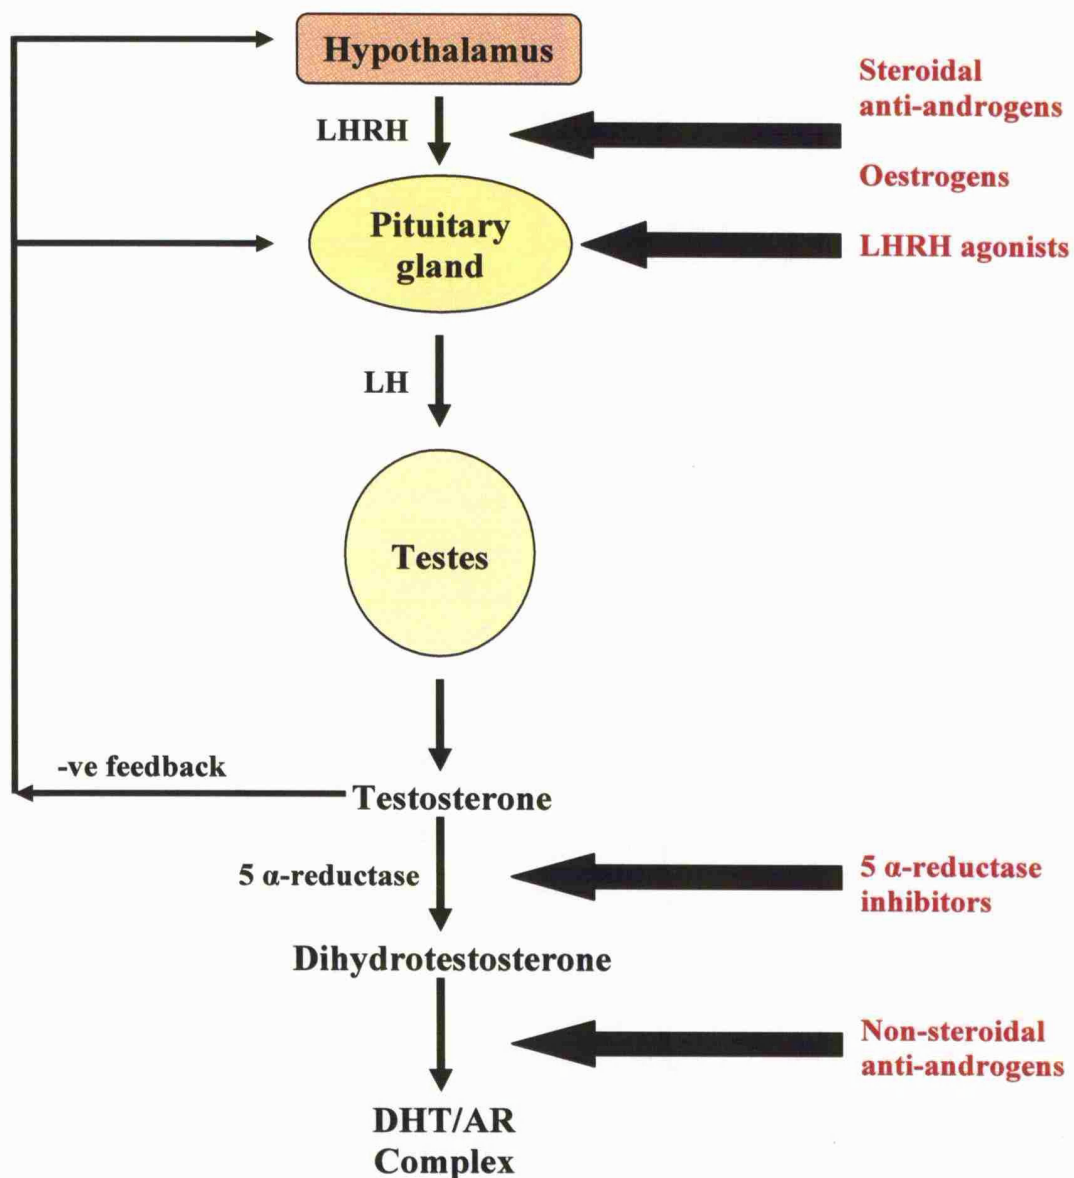 Hypothalamus
Steroidal
anti-androgens
LHRH
Oestrogens
Pituitary
gland
LHRH agonists
LH
Testes
-ve feedback
Testosterone
5 α-reductase
5 α-reductase
inhibitors
Dihydrotestosterone
Non-steroidal
anti-androgens
DHT/AR
Complex